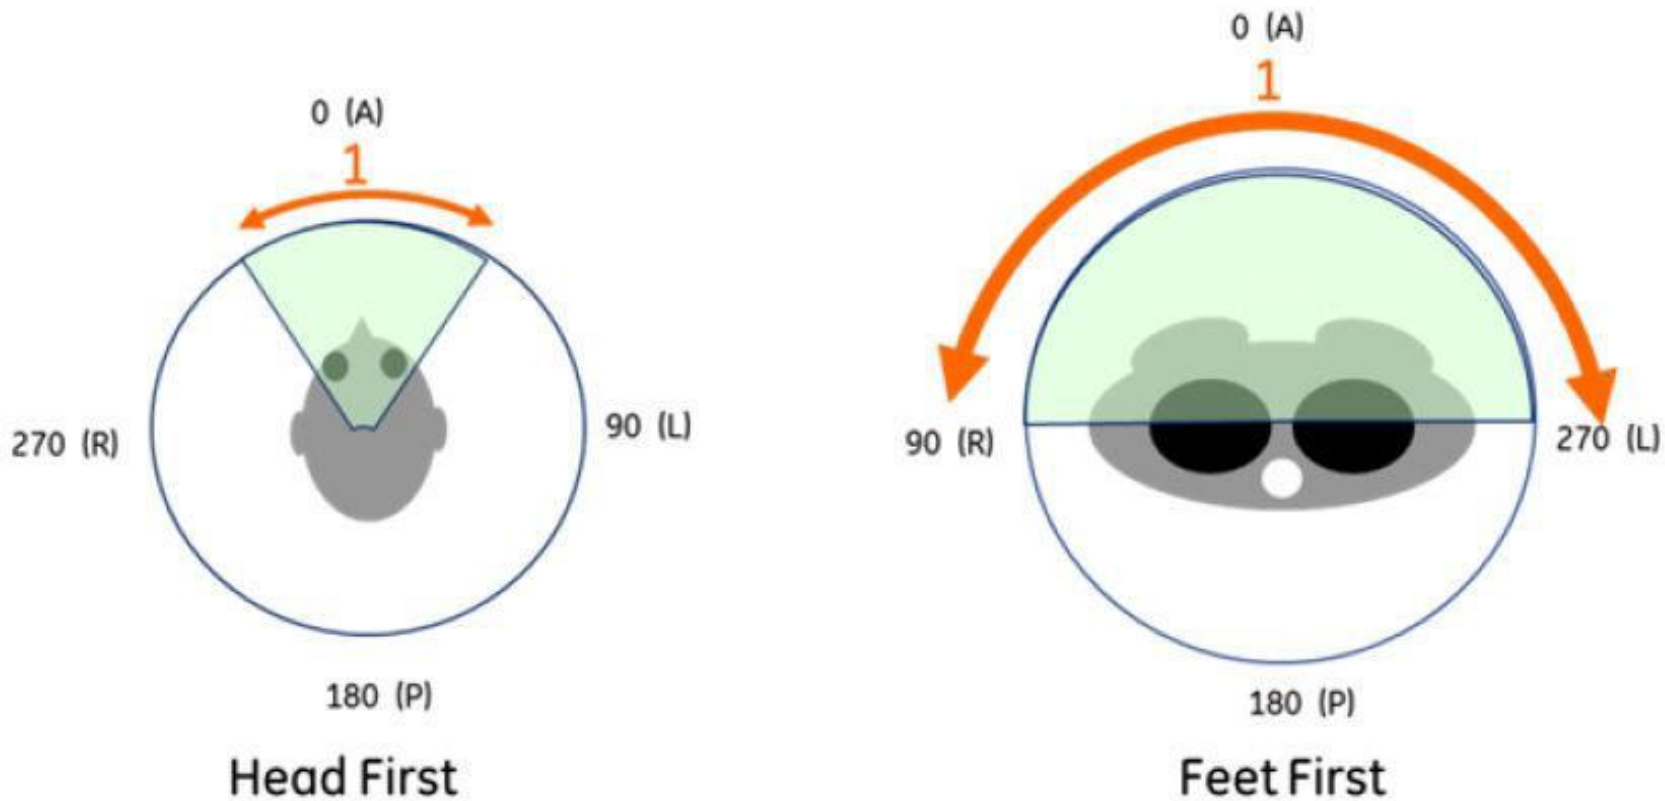 0 (A)
1
270 (R)
90 (L)
180 (P)
Head First
0 (A)
1
90 (R)
270 (L)
180 (P)
Feet First